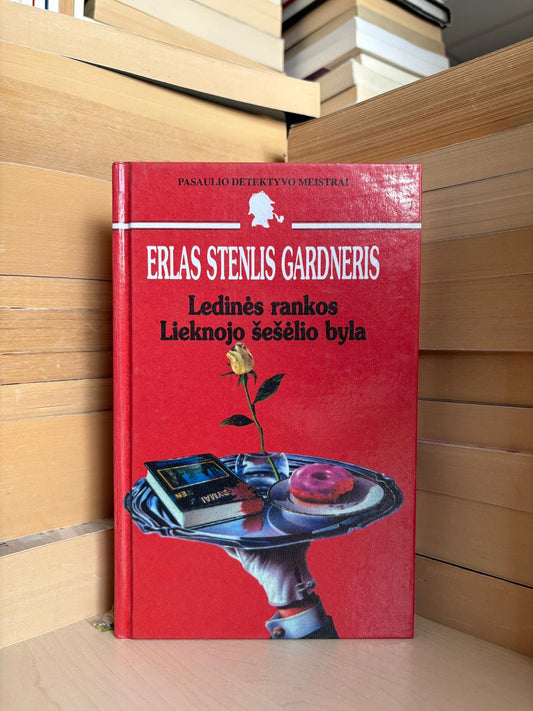 PASAULIO DETEKTYVO MEISTRAI
ERLAS STENLIS GARDNERIS
Ledinės rankos
Lieknojo šešėlio byla